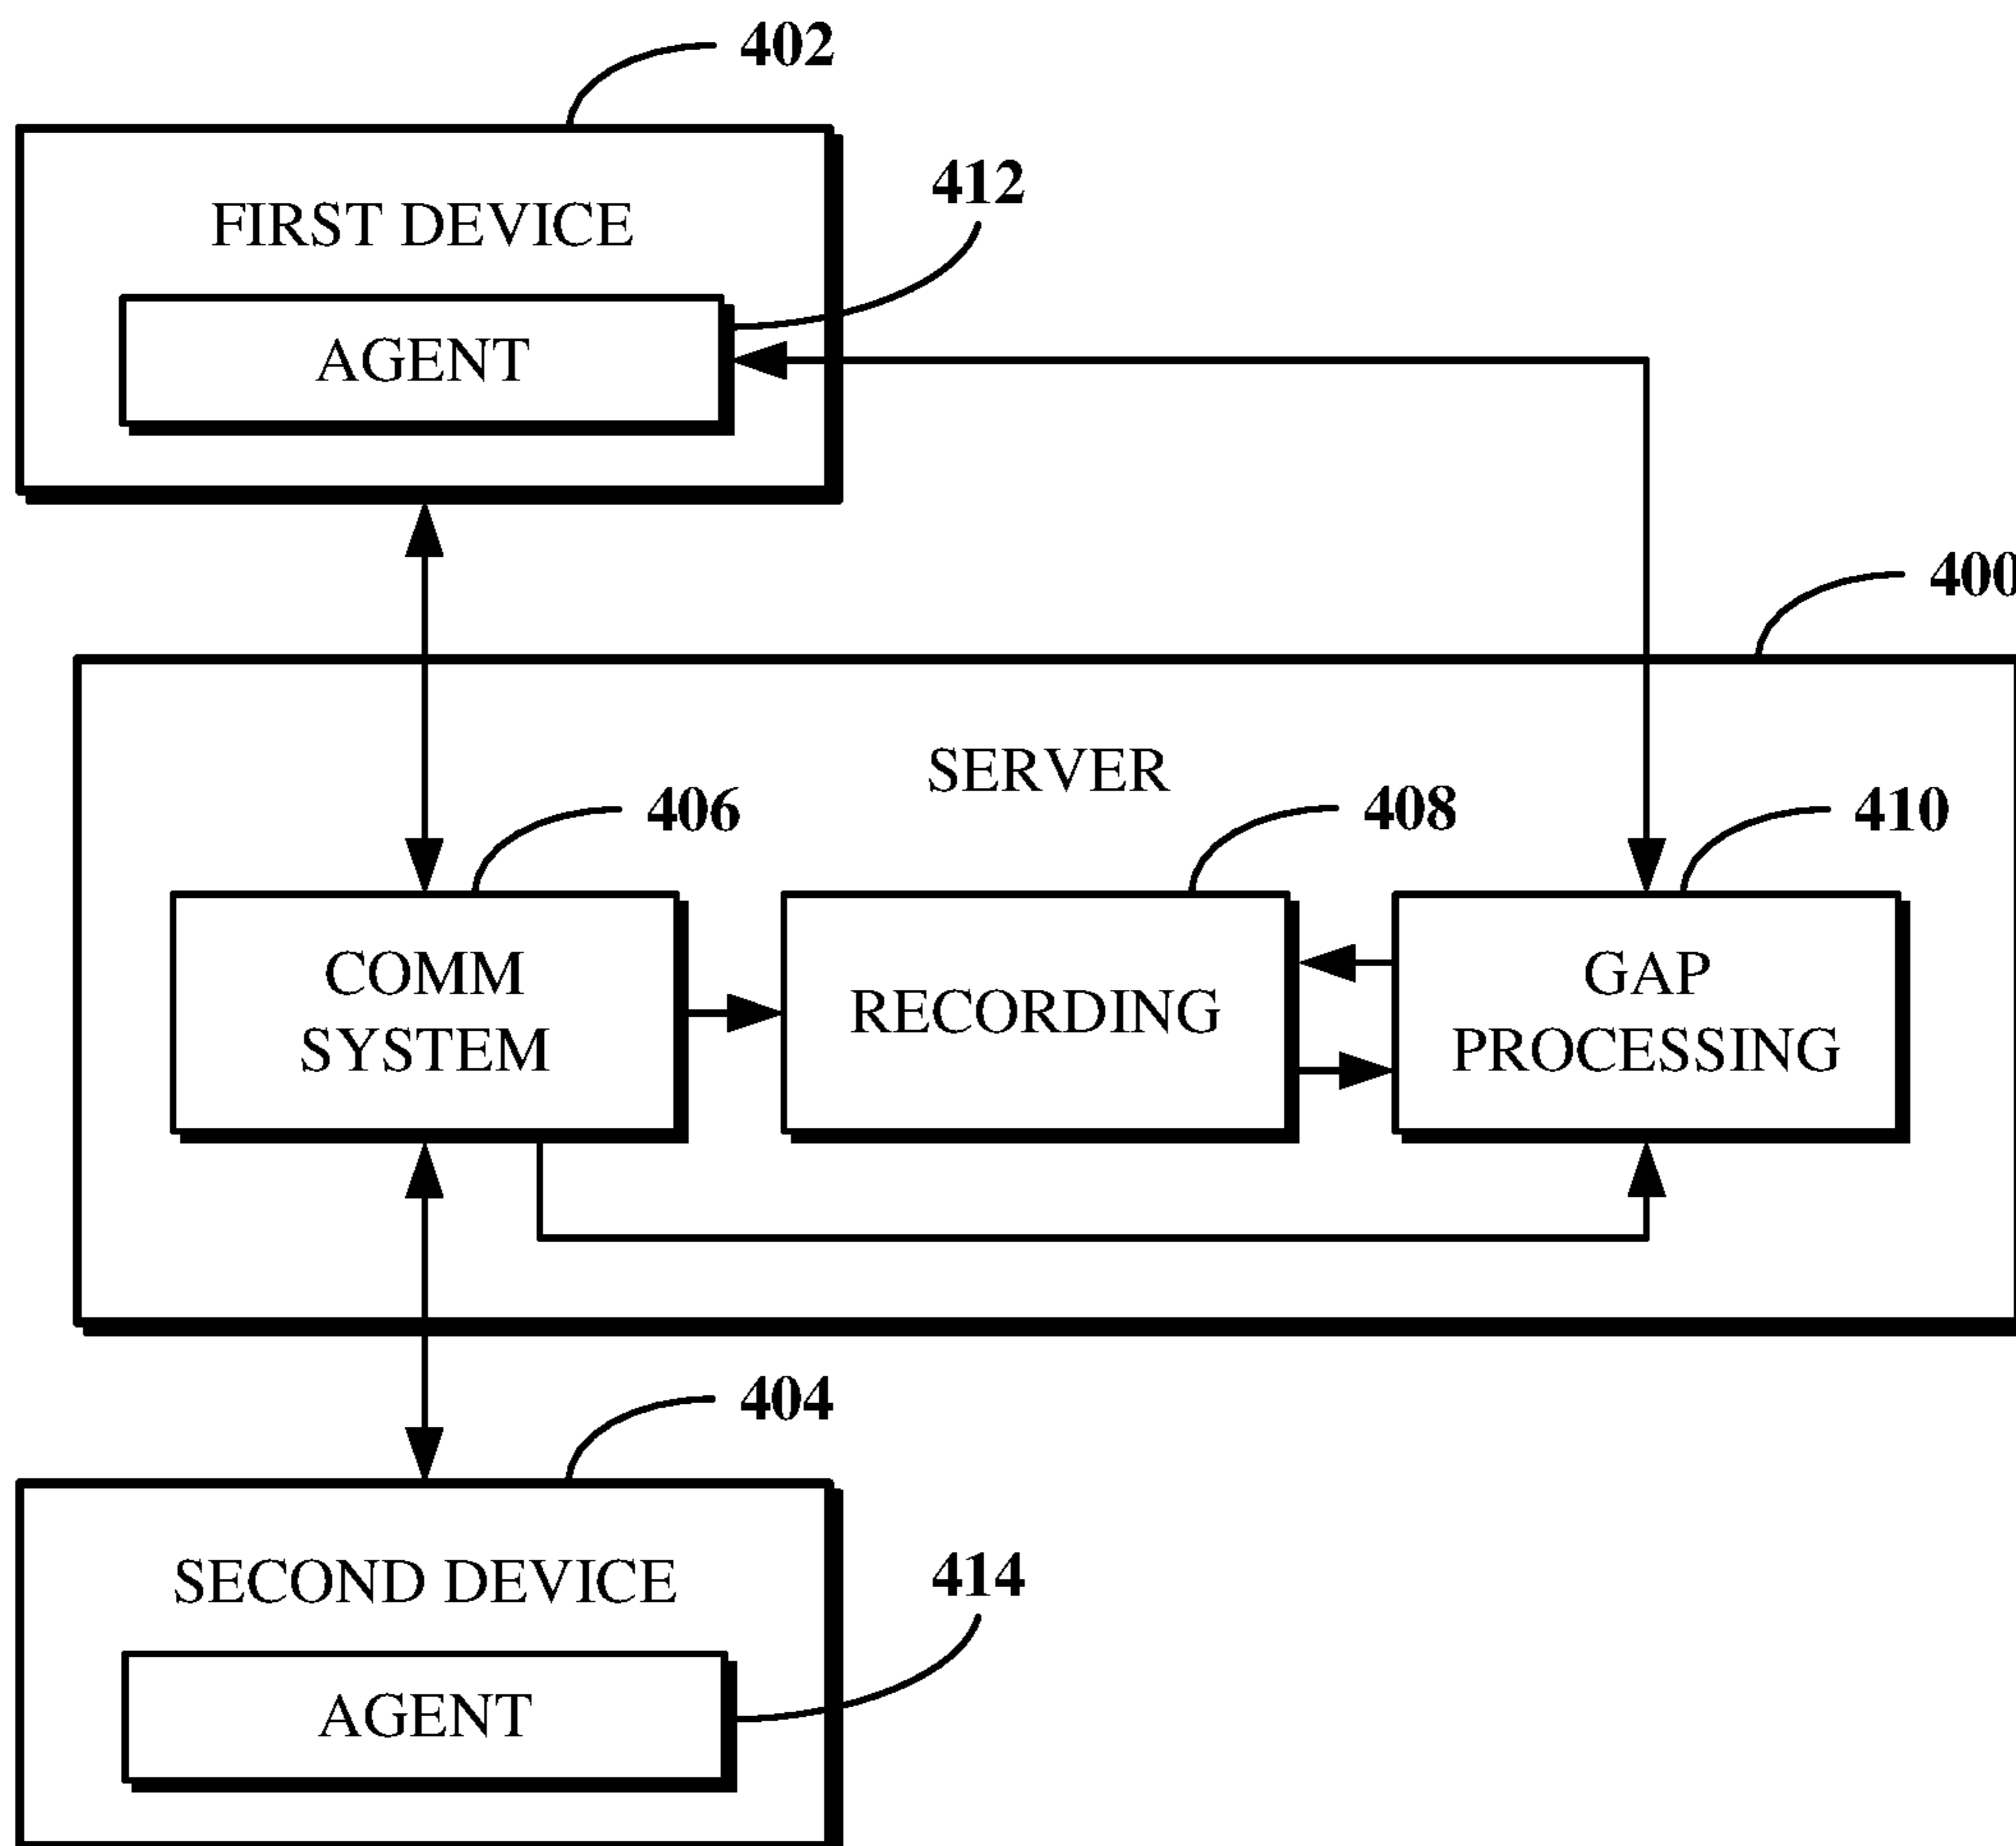 402
412
FIRST DEVICE
AGENT
400
SERVER
406
408
410
COMM
SYSTEM
RECORDING
GAP
PROCESSING
404
414
SECOND DEVICE
AGENT